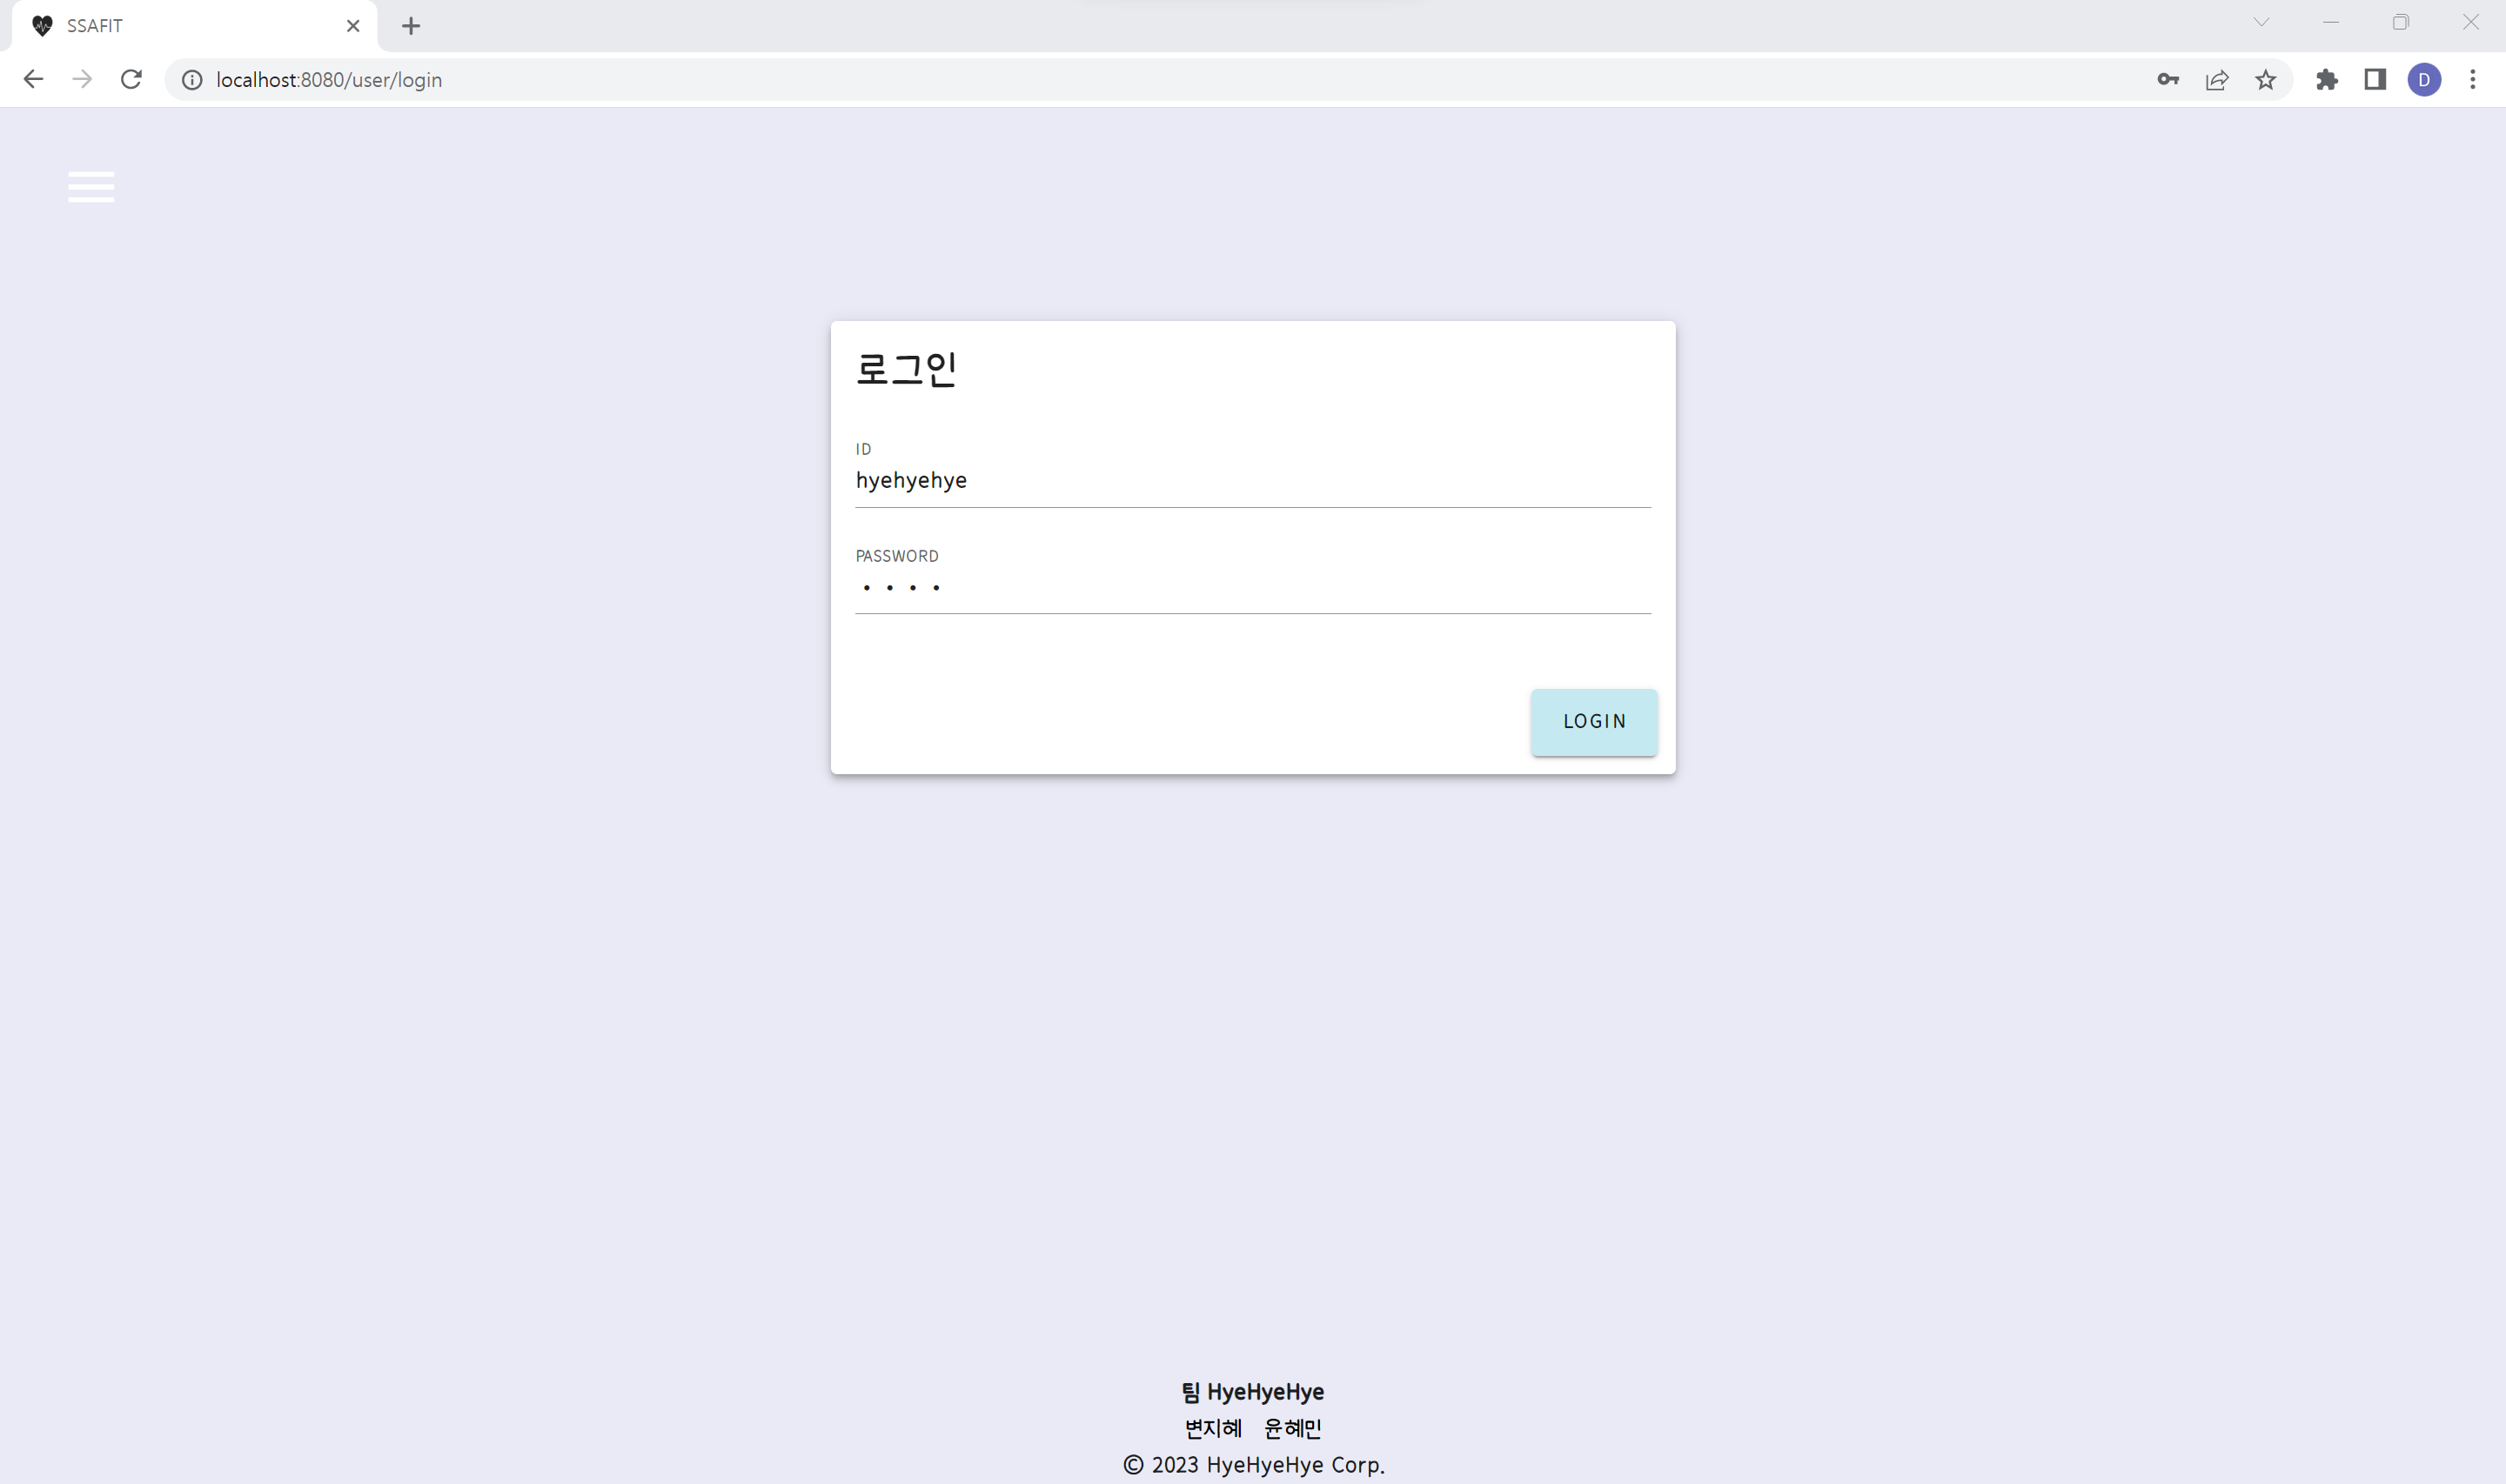 SSAFIT
localhost:8080/user/login
D
로그인
ID
hyehyehye
PASSWORD
••••
LOGIN
팀 HyeHyeHye
변지혜 윤혜민
© 2023 HyeHyeHye Corp.